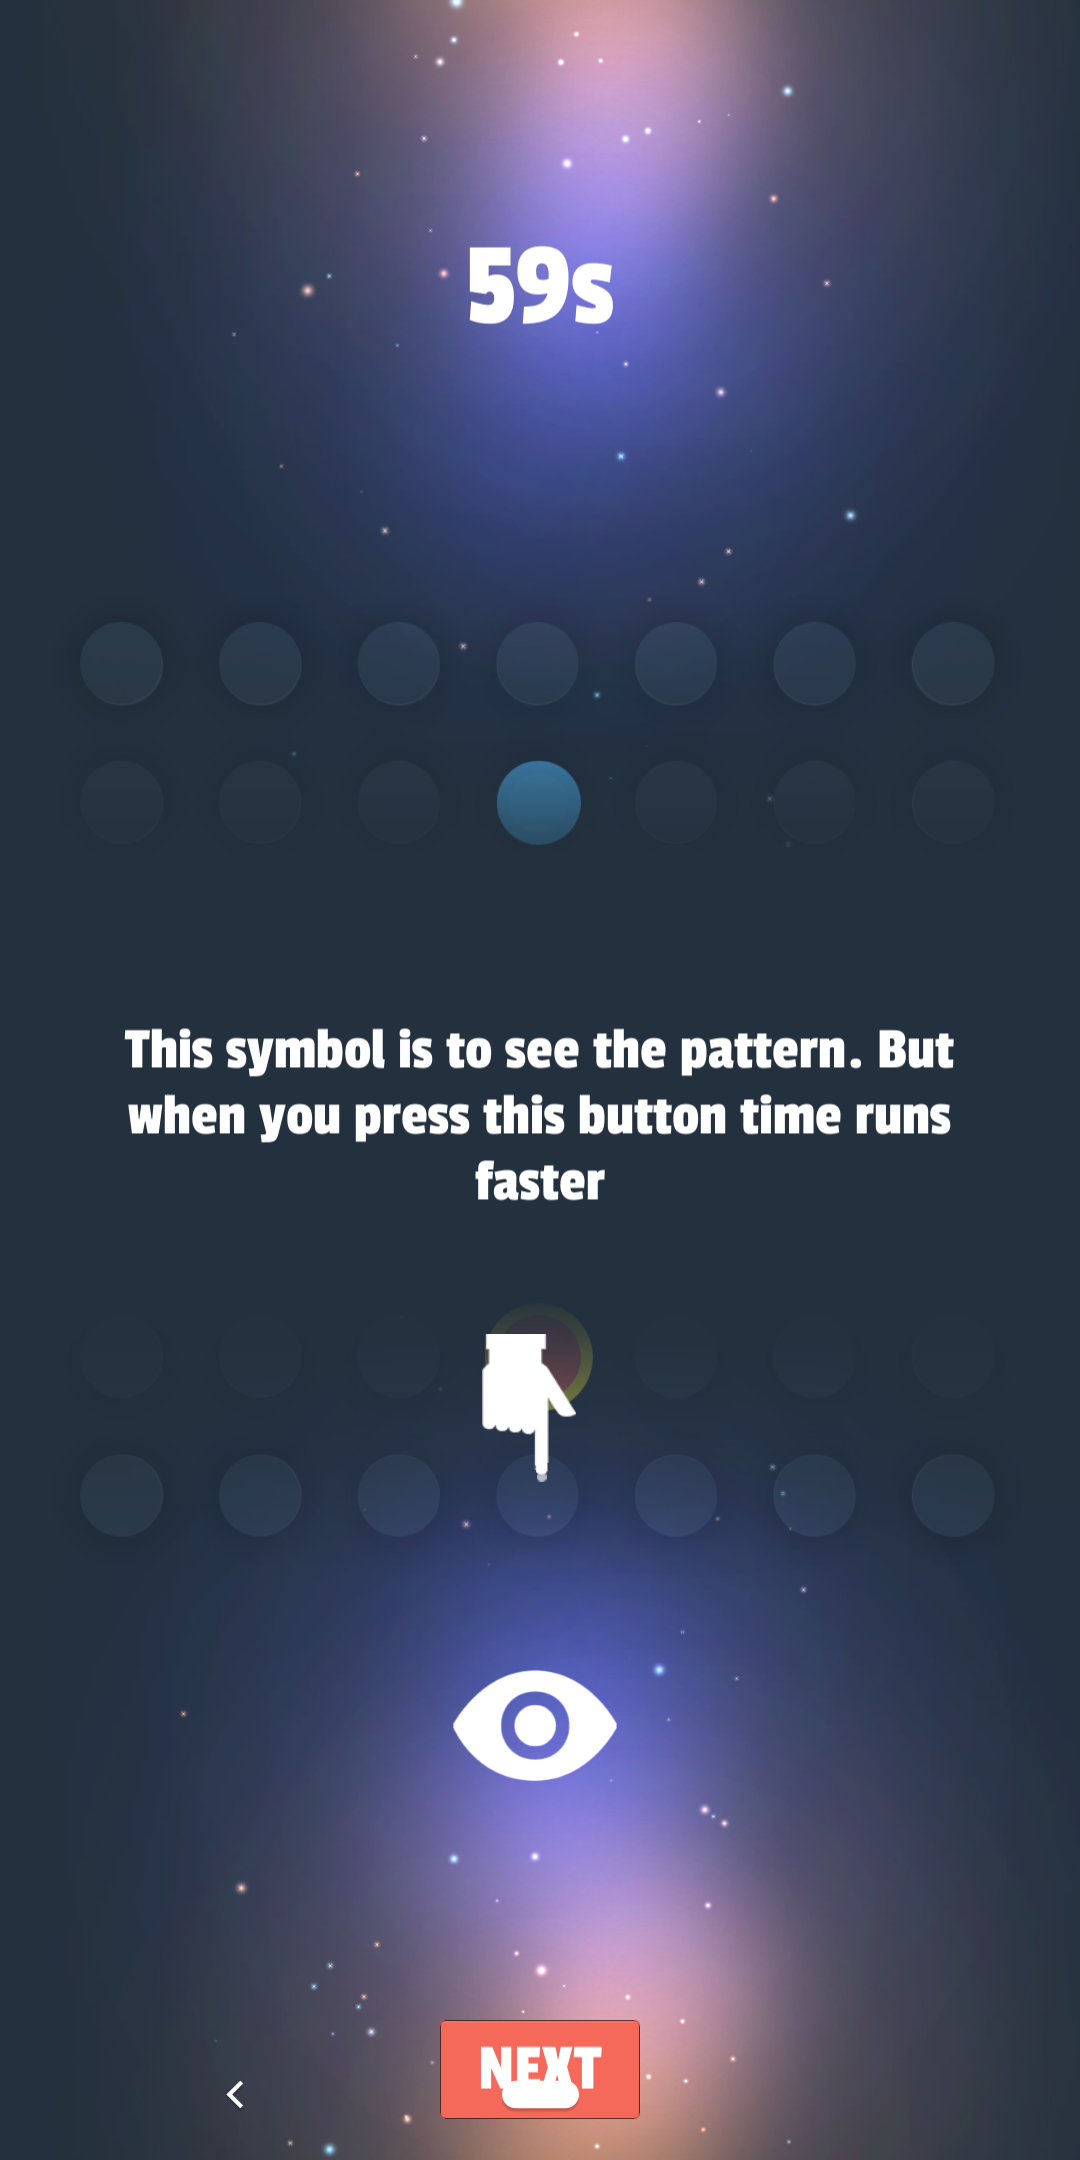 59s
This symbol is to see the pattern. But
when you press this button time runs
faster
NEXT